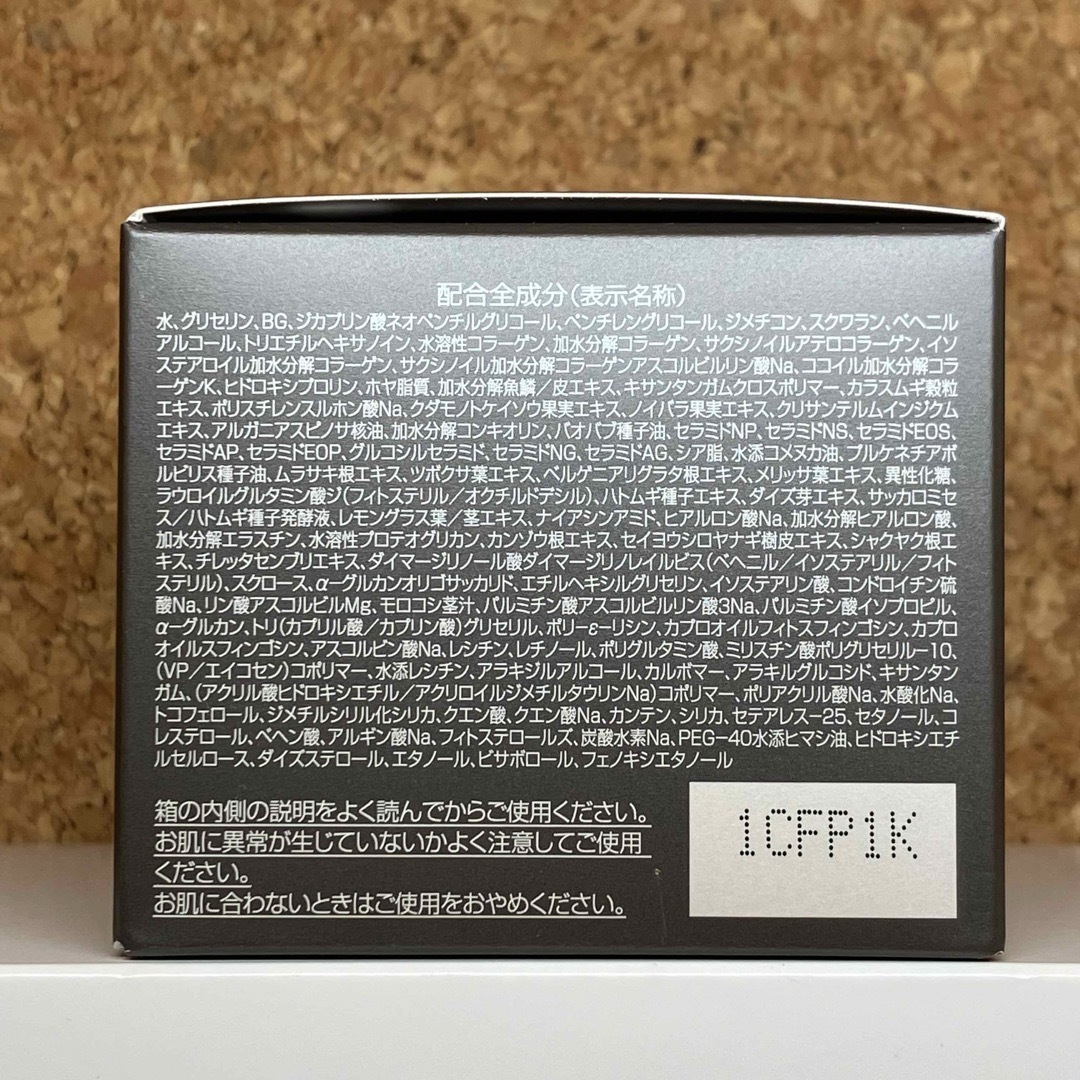 配合全成分(表示名称)
水、グリセリン、BG、ジカプリン酸ネオペンチルグリコール、ペンチレングリコール、ジメチコン、スクワラン、ベヘニル
アルコール、トリエチルヘキサノイン、水溶性コラーゲン、加水分解コラーゲン、サクシノイルアテロコラーゲン、イソ
ステアロイル加水分解コラーゲン、サクシノイル加水分解コラーゲンアスコルビルリン酸Na、ココイル加水分解コラ
ーゲンK、ヒドロキシプロリン、ホヤ脂質、加水分解魚鱗/皮エキス、キサンタンガムクロスポリマー、カラスムギ穀粒
エキス、ポリスチレンスルホン酸Na、クダモノトケイソウ果実エキス、ノイバラ果実エキス、クリサンテルムインジクム
エキス、アルガニアスピノサ核油、加水分解コンキオリン、バオバブ種子油、セラミドNP、セラミドNS、セラミドEOS、
セラミドAP、セラミドEOP、グルコシルセラミド、セラミドNG、セラミドAG、シア脂、水添コメヌカ油、プルケネチアボ
ルビリス種子油、ムラサキ根エキス、ツボクサ葉エキス、ベルゲニアリグラタ根エキス、メリッサ葉エキス、異性化糖、
ラウロイルグルタミン酸ジ(フィトステリル/オクチルドデシル)、ハトムギ種子エキス、ダイズ芽エキス、サッカロミセ
ス/ハトムギ種子発酵液、レモングラス葉/茎エキス、ナイアシンアミド、ヒアルロン酸Na、加水分解ヒアルロン酸、
加水分解エラスチン、水溶性プロテオグリカン、カンゾウ根エキス、セイヨウシロヤナギ樹皮エキス、シャクヤク根エ
キス、チレッタセンブリエキス、ダイマージリノール酸ダイマージリノレイルビス(ベヘニル/イソステアリル/フィト
ステリル)、スクロース、α-グルカンオリゴサッカリド、エチルヘキシルグリセリン、イソステアリン酸、コンドロイチン硫
酸Na、リン酸アスコルビルMg、モロコシ茎汁、パルミチン酸アスコルビルリン酸3Na、パルミチン酸イソプロピル、
α-グルカン、トリ(カプリル酸/カプリン酸)グリセリル、ポリ-ε-リシン、カプロオイルフィトスフィンゴシン、カプロ
オイルスフィンゴシン、アスコルビン酸Na、レシチン、レチノール、ポリグルタミン酸、ミリスチン酸ポリグリセリル-10、
(VP/エイコセン)コポリマー、水添レシチン、アラキジルアルコール、カルボマー、アラキルグルコシド、キサンタン
ガム、(アクリル酸ヒドロキシエチル/アクリロイルジメチルタウリンNa)コポリマー、ポリアクリル酸Na、水酸化Na、
トコフェロール、ジメチルシリル化シリカ、クエン酸、クエン酸Na、カンテン、シリカ、セテアレス-25、セタノール、コ
レステロール、ベヘン酸、アルギン酸Na、フィトステロールズ、炭酸水素Na、PEG-40水添ヒマシ油、ヒドロキシエチ
ルセルロース、ダイズステロール、エタノール、ビサボロール、フェノキシエタノール
箱の内側の説明をよく読んでからご使用ください。
お肌に異常が生じていないかよく注意してご使用
ください。
お肌に合わないときはご使用をおやめください。
1CFP1K